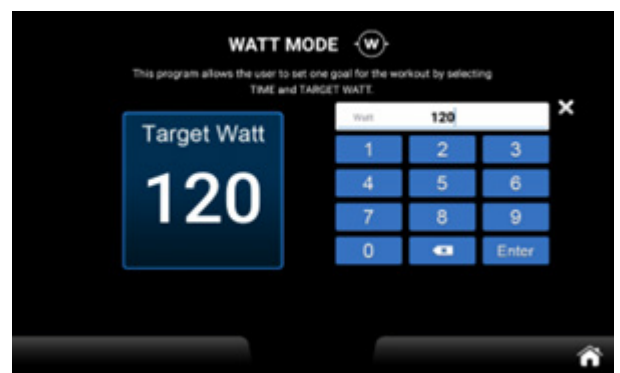 WATT MODE W
This program allows the user to set one goal for the workout by selecting
TIME and TARGET WATT.
Target Watt
120
Watt 120
1 2 3
4 5 6
7 8 9
0 Enter